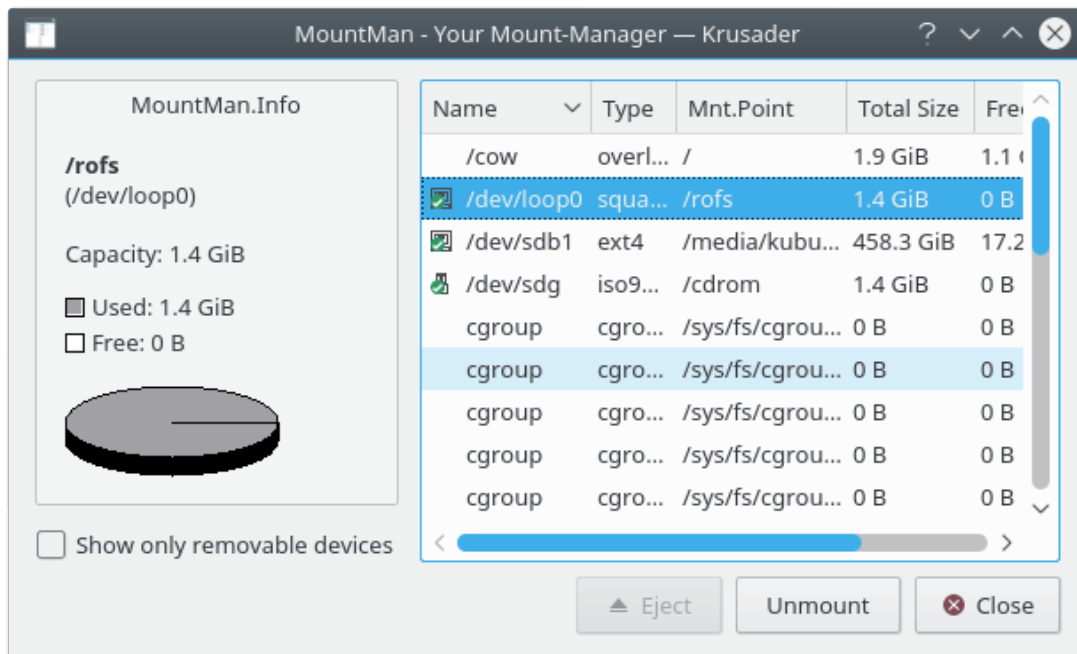 MountMan - Your Mount-Manager — Krusader
MountMan.Info
/rofs
(/dev/loop0)
Capacity: 1.4 GiB
Used: 1.4 GiB
Free: 0 B
Show only removable devices
Name Type Mnt.Point Total Size Fre
/cow overl... / 1.9 GiB 1.1
/dev/loop0 squa... /rofs 1.4 GiB 0 B
/dev/sdb1 ext4 /media/kubu... 458.3 GiB 17.2
/dev/sdg iso9... /cdrom 1.4 GiB 0 B
cgroup cgro... /sys/fs/cgrou... 0 B 0 B
cgroup cgro... /sys/fs/cgrou... 0 B 0 B
cgroup cgro... /sys/fs/cgrou... 0 B 0 B
cgroup cgro... /sys/fs/cgrou... 0 B 0 B
cgroup cgro... /sys/fs/cgrou... 0 B 0 B
Eject Unmount Close